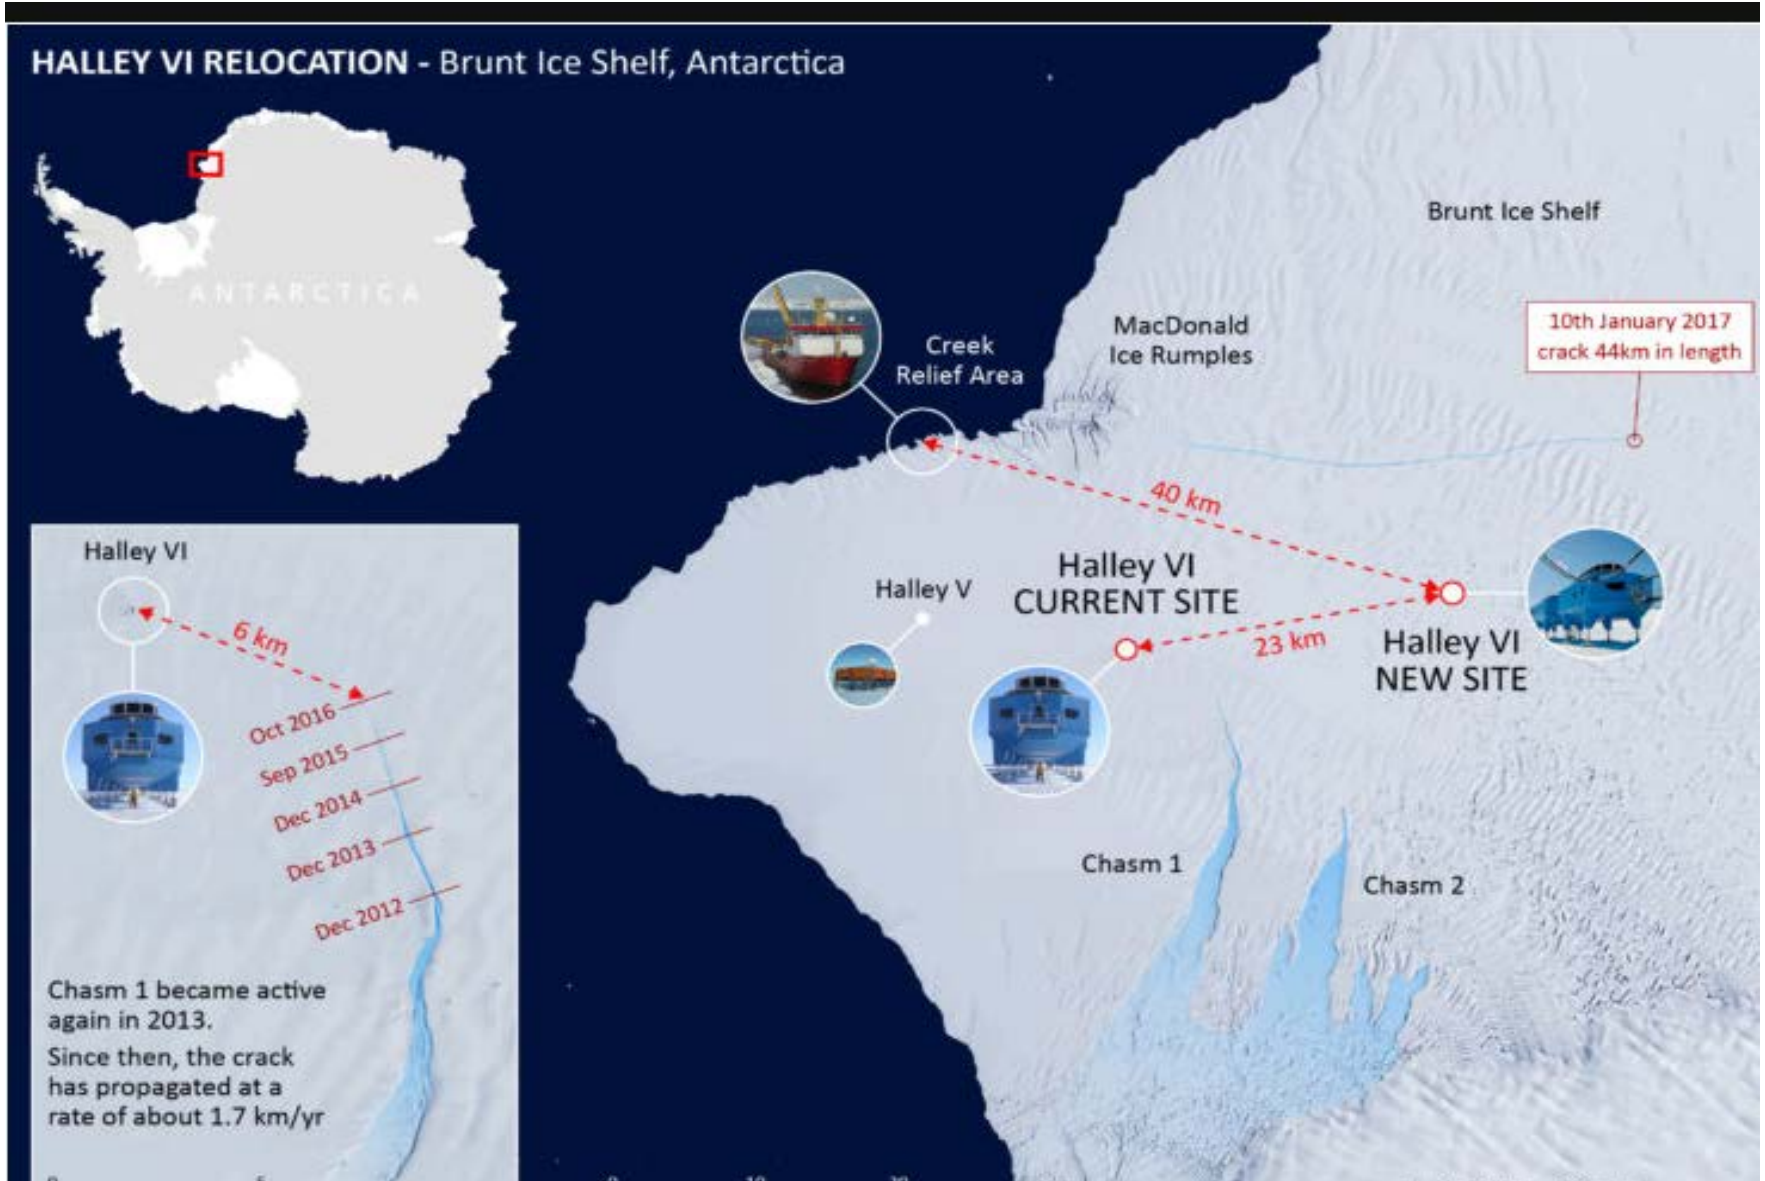 HALLEY VI RELOCATION - Brunt Ice Shelf, Antarctica
ANTARCTICA
Brunt Ice Shelf
MacDonald
Ice Rumples
10th January 2017
crack 44km in length
Creek
Relief Area
40 km
Halley V
Halley VI
CURRENT SITE
23 km
Halley VI
NEW SITE
Chasm 1
Chasm 2
Halley VI
6 km
Oct 2016
Sep 2015
Dec 2014
Dec 2013
Dec 2012
Chasm 1 became active
again in 2013.
Since then, the crack
has propagated at a
rate of about 1.7 km/yr